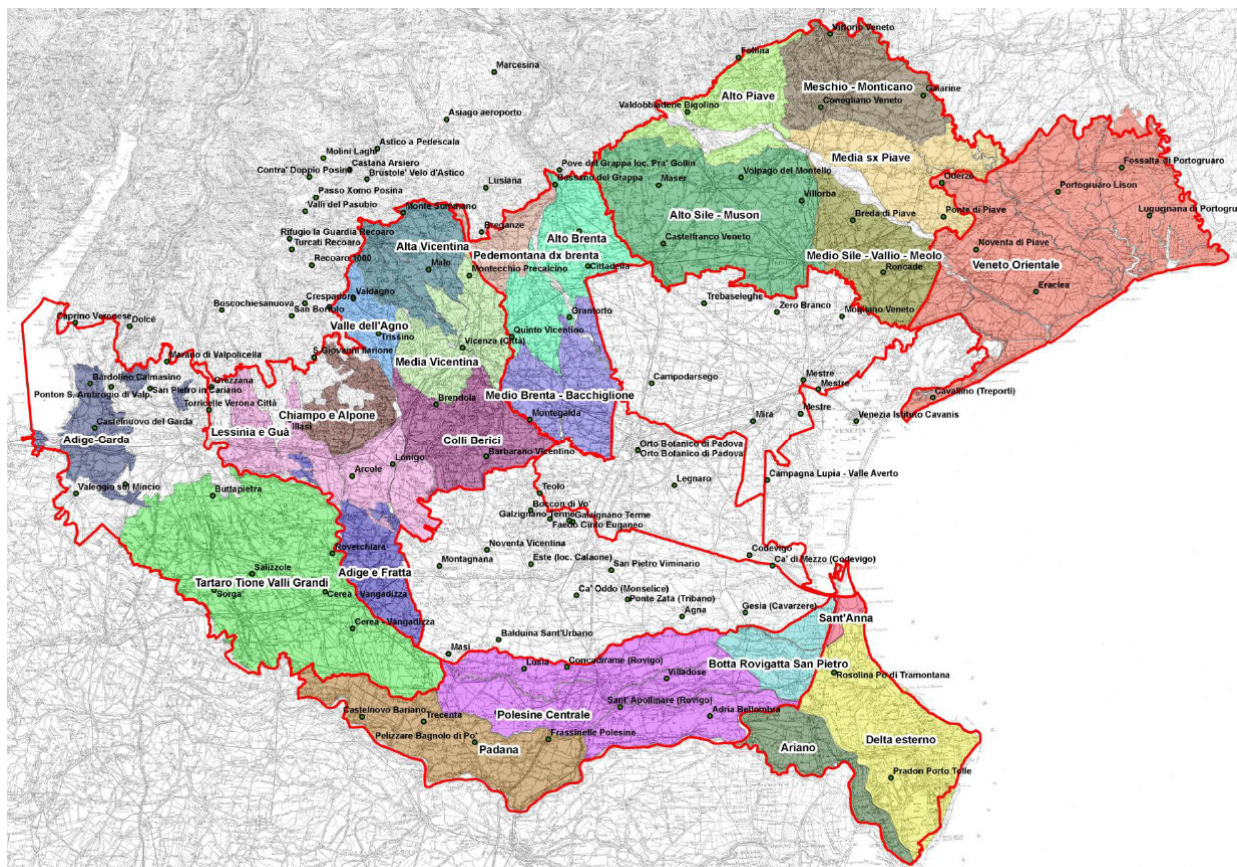 Vittorio Veneto
Follina
Marcesina
Alto Piave
Meschio - Monticano
Gaiarine
Valdobbiadene Bigolino
Conegliano Veneto
Asiago aeroporto
Astico a Pedescala
Molini Laghi
Castana Arsiero
Contra' Doppio Posina
Brustole' Velo d'Astico
Pove del Grappa loc. Pra' Gollin
Media sx Piave
Fossalta di Portogruaro
Passo Xomo Posina
Lusiana
Bassano del Grappa
Maser
Volpago del Montello
Oderzo
Portogruaro Lison
Valli del Pasubio
Monte Summano
Villorba
Alto Sile - Muson
Breda di Piave
Ponte di Piave
Lugugnana di Portogru
Rifugio la Guardia Recoaro
Breganze
Alta Vicentina
Alto Brenta
Turcati Recoaro
Castelfranco Veneto
Noventa di Piave
Pedemontana dx brenta
Medio Sile - Vallio - Meolo
Veneto Orientale
Recoaro 1000
Malo
Montecchio Precalcino
Cittadella
Roncade
Eraclea
Valdagno
Crespadoro
Boscochiesanuova
San Bortolo
Trebaseleghe
Zero Branco
Mogliano Veneto
Grantorto
Caprino Veronese
Dolcè
Valle dell'Agno
Trissino
Quinto Vicentino
Vicenza (Città)
S.Giovanni Ilarione
Marano di Valpolicella
Media Vicentina
Bardolino Calmasino
Grezzana
San Pietro in Cariano
Ponton S. Ambrogio di Valp.
Campodarsego
Mestre
Mestre
Medio Brenta - Bacchiglione
Cavallino (Treporti)
Torricelle Verona Città
Chiampo e Alpone
Brendola
Mestre
Castelnuovo del Garda
Illasi
Montegalda
Mira
Venezia Istituto Cavanis
VENEZIA
Lessinia e Guà
Adige-Garda
Colli Berici
Orto Botanico di Padova
Orto Botanico di Padova
Barbarano Vicentino
Lonigo
Arcole
Campagna Lupia - Valle Averto
Legnaro
Valeggio sul Mincio
Buttapietra
Teolo
Boccon di Vo'
Galzignano Terme
Galzignano Terme
Faedo Cinto Euganeo
Roverchiara
Noventa Vicentina
Codevigo
Montagnana
Este (loc. Calaone)
Ca' di Mezzo (Codevigo)
San Pietro Viminario
Salizzole
Adige e Fratta
Tartaro Tione Valli Grandi
Sorga'
Cerea - Vangadizza
Ca' Oddo (Monselice)
Ponte Zata (Tribano)
Gesia (Cavarzere)
Agna
Sant'Anna
Cerea - Vangadizza
Balduina Sant'Urbano
Masi
Lusia
Concadirame (Rovigo)
Botta Rovigatta San Pietro
Villadose
Rosolina Po di Tramontana
Castelnovo Bariano
Trecenta
Polesine Centrale
Sant' Apollinare (Rovigo)
Adria Bellombra
Pelizzare Bagnolo di Po'
Padana
Frassinelle Polesine
Ariano
Delta esterno
Pradon Porto Tolle